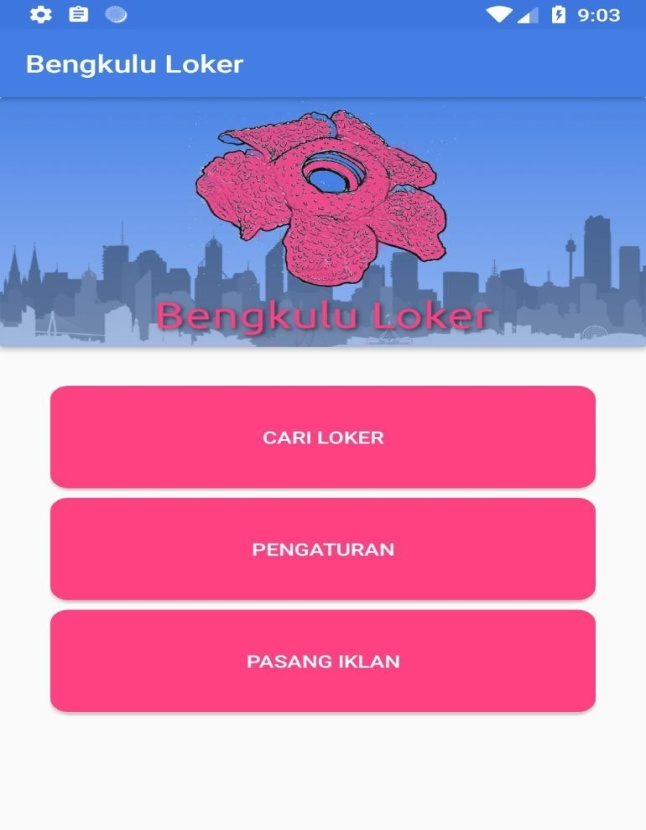 9:03
Bengkulu Loker
Bengkulu Loker
CARI LOKER
PENGATURAN
PASANG IKLAN